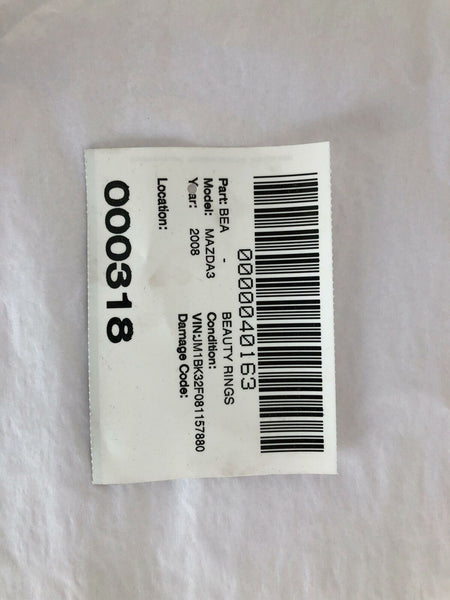 0000040163
Part: BEA - BEAUTY RINGS
Model: MAZDA3 Condition:
Year: 2008 VIN:JM1BK32F081157880
Damage Code:
Location:
000318